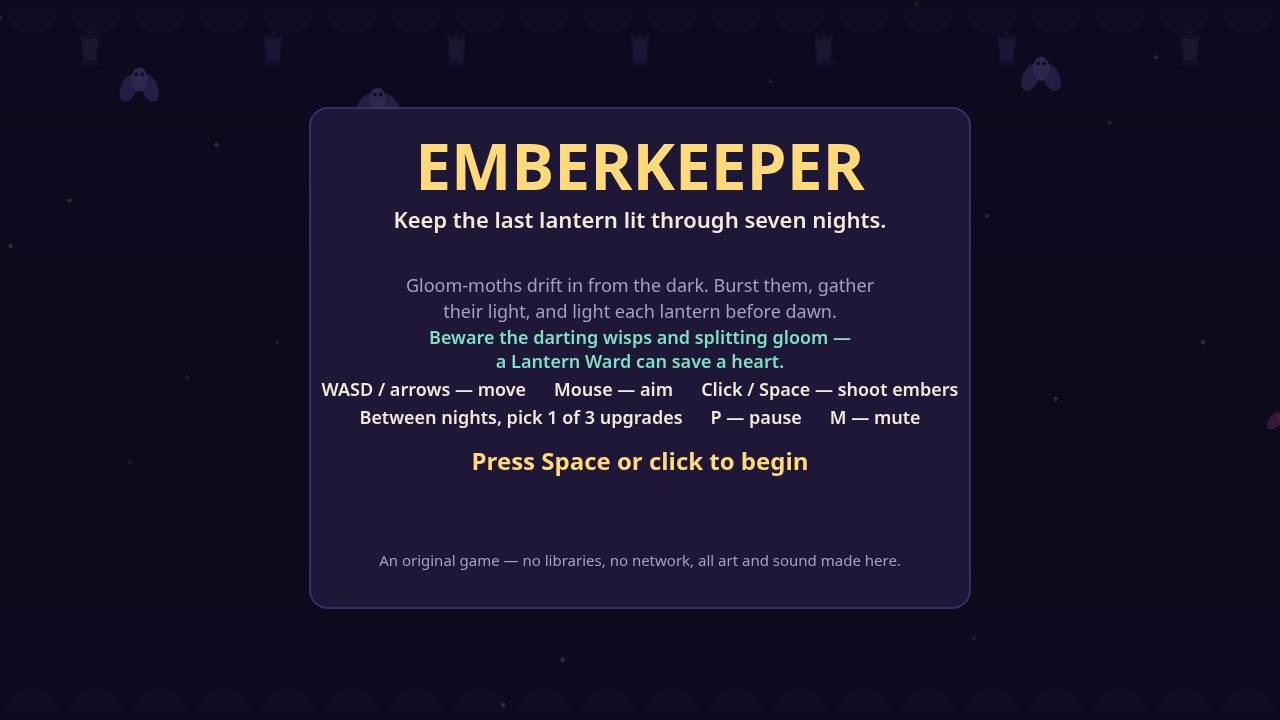 EMBERKEEPER
Keep the last lantern lit through seven nights.
Gloom-moths drift in from the dark. Burst them, gather
their light, and light each lantern before dawn.
Beware the darting wisps and splitting gloom —
a Lantern Ward can save a heart.
WASD / arrows — move Mouse — aim Click / Space — shoot embers
Between nights, pick 1 of 3 upgrades P — pause M — mute
Press Space or click to begin
An original game — no libraries, no network, all art and sound made here.